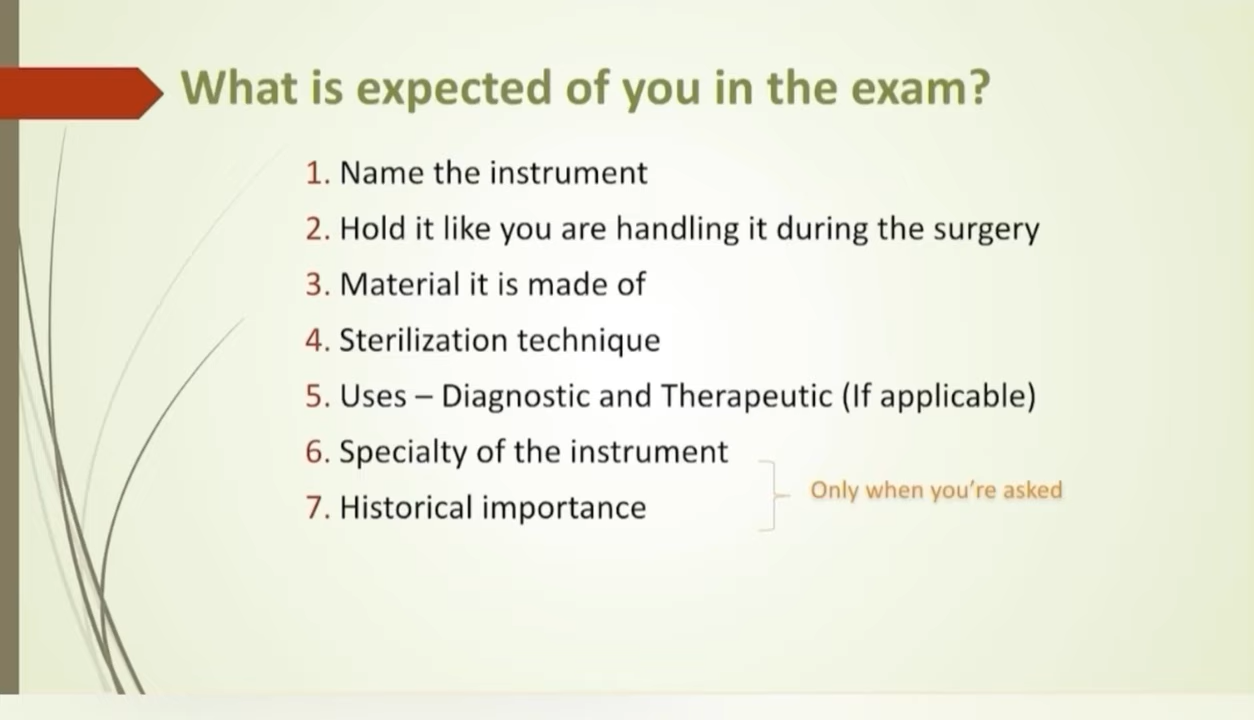 What is expected of you in the exam?
1. Name the instrument
2. Hold it like you are handling it during the surgery
3. Material it is made of
4. Sterilization technique
5. Uses – Diagnostic and Therapeutic (If applicable)
6. Specialty of the instrument
7. Historical importance
Only when you're asked